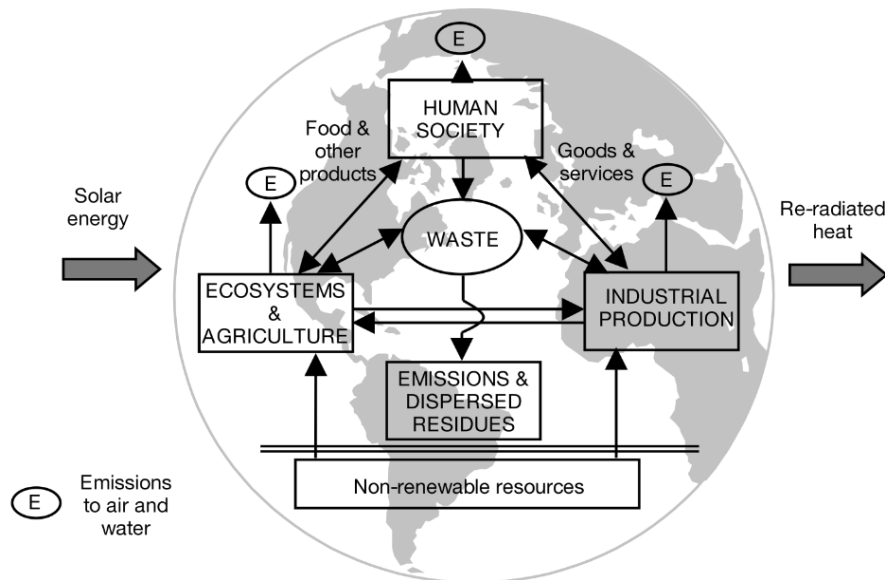 E
HUMAN
SOCIETY
Food &
other
products
Goods &
services
E
E
Solar
energy
Re-radiated
heat
WASTE
ECOSYSTEMS
&
AGRICULTURE
INDUSTRIAL
PRODUCTION
EMISSIONS &
DISPERSED
RESIDUES
Non-renewable resources
E
Emissions
to air and
water